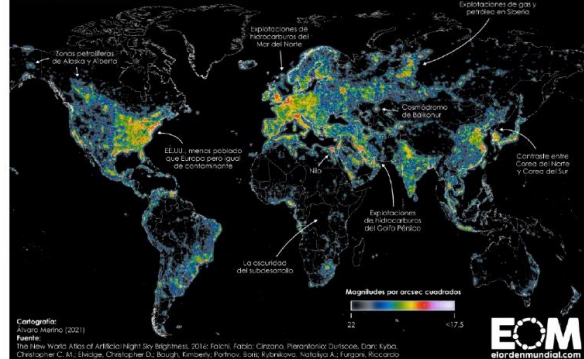 Explotaciones de gas y
petróleo en Siberia
Explotaciones de
hidrocarburos del
Mar del Norte
Zonas petrolíferas
de Alaska y Alberta
Cosmódromo
de Baikonur
EE.UU., menos poblado
que Europa pero igual
de contaminante
Contraste entre
Corea del Norte
y Corea del Sur
Nilo
Explotaciones
de hidrocarburos
del Golfo Pérsico
La oscuridad
del subdesarrollo
Magnitudes por arcsec cuadrados
22
<17,5
Cartografía:
Álvaro Merino (2021)
Fuente:
The New World Atlas of Artificial Night Sky Brightness, 2016; Falchi, Fabio; Cinzano, Pierantonio; Duriscoe, Dan; Kyba,
Christopher C. M.; Elvidge, Christopher D.; Baugh, Kimberly; Portnov, Boris; Rybnikova, Nataliya A.; Furgoni, Riccardo
EOM
elordenmundial.com